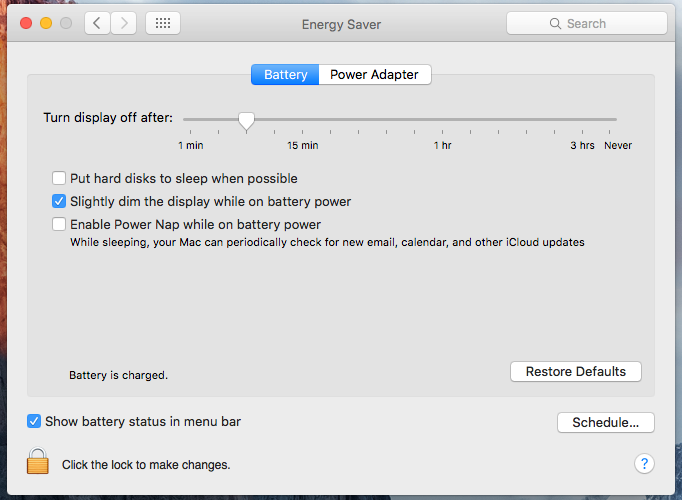 Energy Saver
Search
Battery
Power Adapter
Turn display off after:
1 min 15 min 1 hr 3 hrs Never
Put hard disks to sleep when possible
Slightly dim the display while on battery power
Enable Power Nap while on battery power
While sleeping, your Mac can periodically check for new email, calendar, and other iCloud updates
Battery is charged.
Restore Defaults
Show battery status in menu bar
Schedule...
Click the lock to make changes.
?